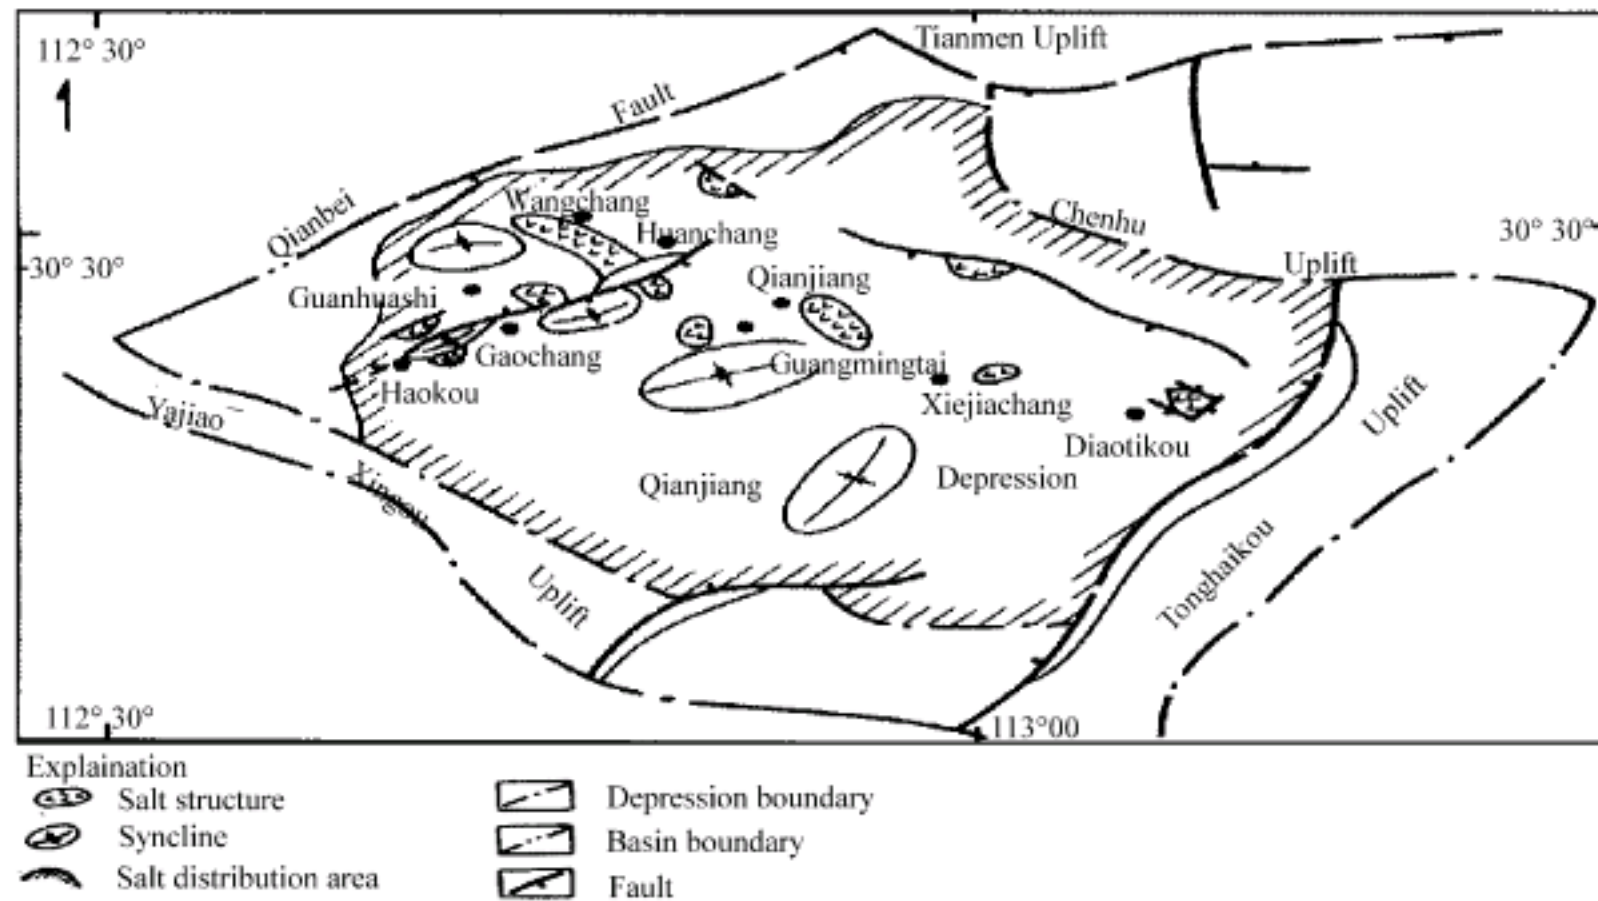 112° 30°
Tianmen Uplift
Fault
Qianbei
Wangchang
Chenhu
30° 30°
Huanchang
30° 30°
Uplift
Qianjiang
Guanhuashi
Gaochang
Guangmingtai
Haokou
Xiejiachang
Uplift
Yajiao
Diaotikou
Xingou
Qianjiang
Depression
Tonghaikou
Uplift
112° 30°
113°00
Explaination
Salt structure
Depression boundary
Syncline
Basin boundary
Salt distribution area
Fault